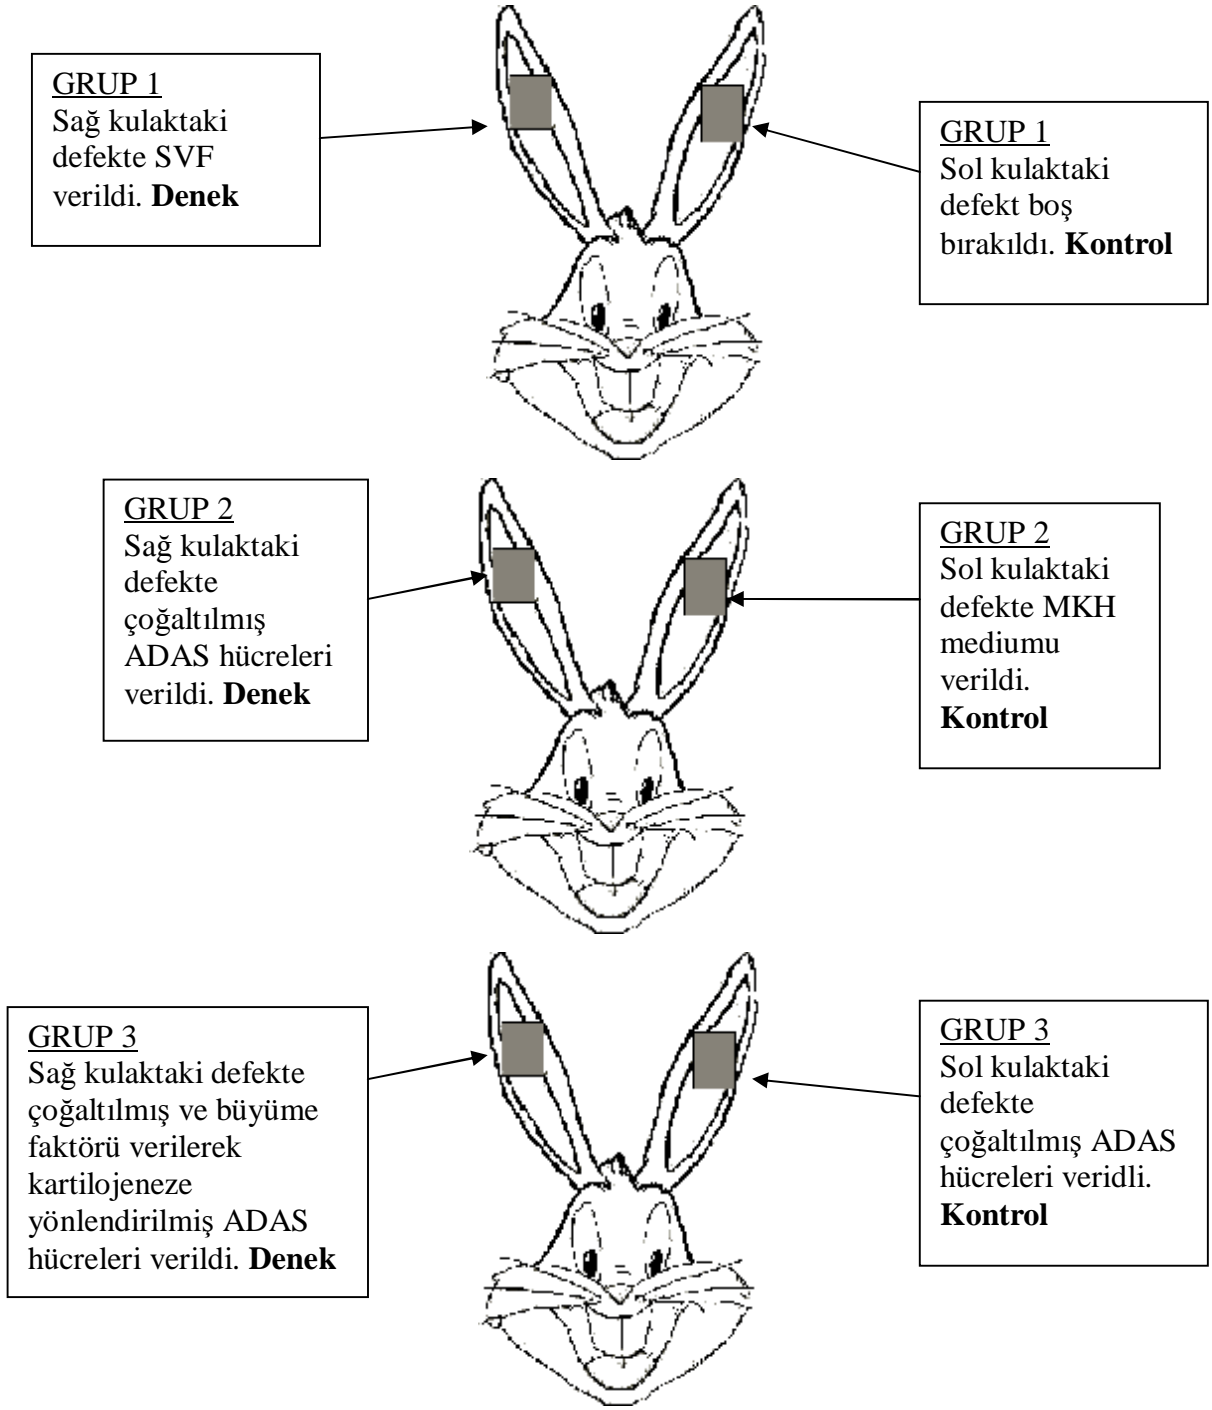 GRUP 1
Sağ kulaktaki
defekte SVF
verildi. Denek
GRUP 1
Sol kulaktaki
defekt boş
bırakıldı. Kontrol
GRUP 2
Sağ kulaktaki
defekte
çoğaltılmış
ADAS hücreleri
verildi. Denek
GRUP 2
Sol kulaktaki
defekte MKH
mediumu
verildi.
Kontrol
GRUP 3
Sağ kulaktaki defekte
çoğaltılmış ve büyüme
faktörü verilerek
kartilojeneze
yönlendirilmiş ADAS
hücreleri verildi. Denek
GRUP 3
Sol kulaktaki
defekte
çoğaltılmış ADAS
hücreleri veridli.
Kontrol